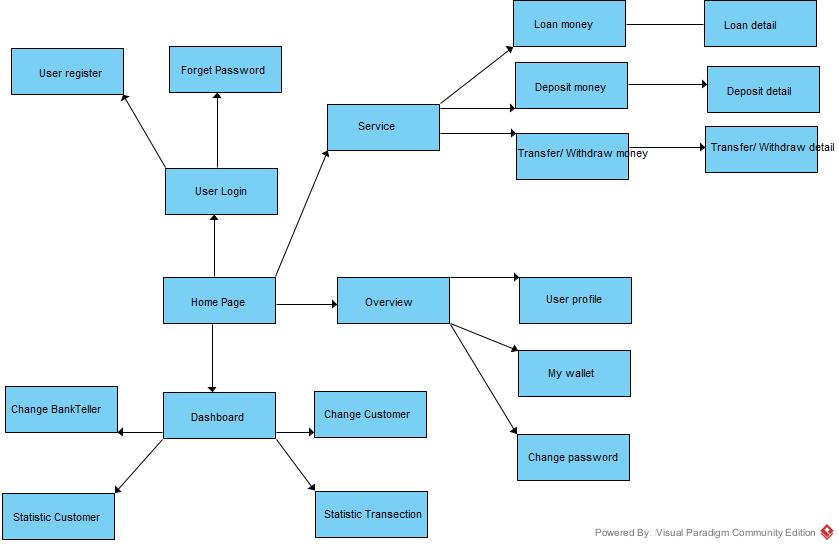 Loan money
Loan detail
User register
Forget Password
Deposit money
Deposit detail
Service
Transfer/ Withdraw money
Transfer/ Withdraw detail
User Login
Home Page
Overview
User profile
My wallet
Change BankTeller
Dashboard
Change Customer
Change password
Statistic Customer
Statistic Transection
Powered By□Visual Paradigm Community Edition